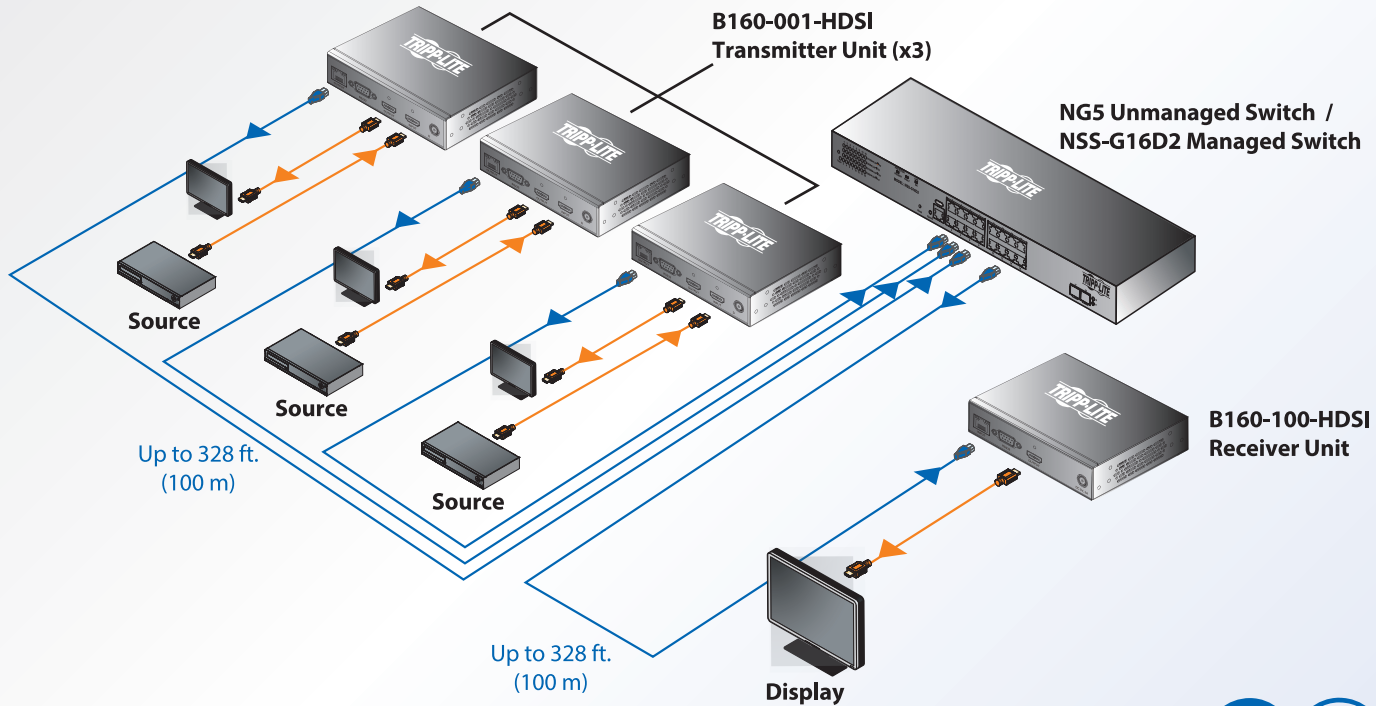 B160-001-HDSI
Transmitter Unit (x3)
TRIPP-LITE
TRIPP-LITE
TRIPP-LITE
NG5 Unmanaged Switch /
NSS-G16D2 Managed Switch
TRIPP-LITE
TRIPP-LITE
Source
Source
Source
Up to 328 ft.
(100 m)
TRIPP-LITE
B160-100-HDSI
Receiver Unit
Up to 328 ft.
(100 m)
Display